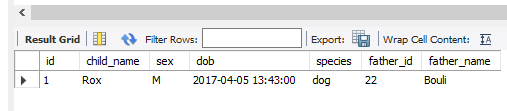 Result Grid Filter Rows: Export: Wrap Cell Content: IA
id child_name sex dob species father_id father_name
1 Rox M 2017-04-05 13:43:00 dog 22 Bouli